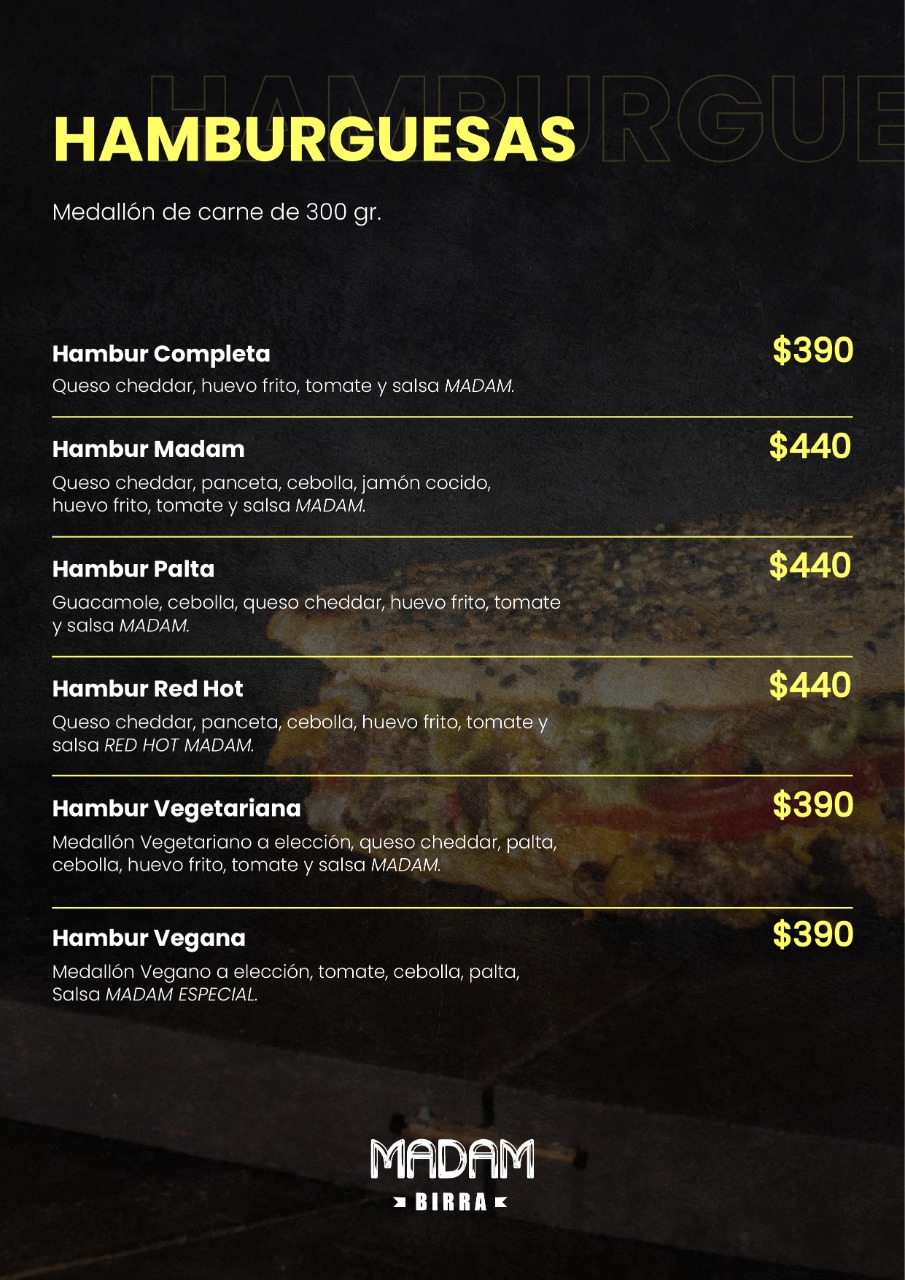 HAMBURGUE
HAMBURGUESAS
Medallón de carne de 300 gr.
Hambur Completa $390
Queso cheddar, huevo frito, tomate y salsa MADAM.
Hambur Madam $440
Queso cheddar, panceta, cebolla, jamón cocido,
huevo frito, tomate y salsa MADAM.
Hambur Palta $440
Guacamole, cebolla, queso cheddar, huevo frito, tomate
y salsa MADAM.
Hambur Red Hot $440
Queso cheddar, panceta, cebolla, huevo frito, tomate y
salsa RED HOT MADAM.
Hambur Vegetariana $390
Medallón Vegetariano a elección, queso cheddar, palta,
cebolla, huevo frito, tomate y salsa MADAM.
Hambur Vegana $390
Medallón Vegano a elección, tomate, cebolla, palta,
Salsa MADAM ESPECIAL.
MADAM
BIRRA